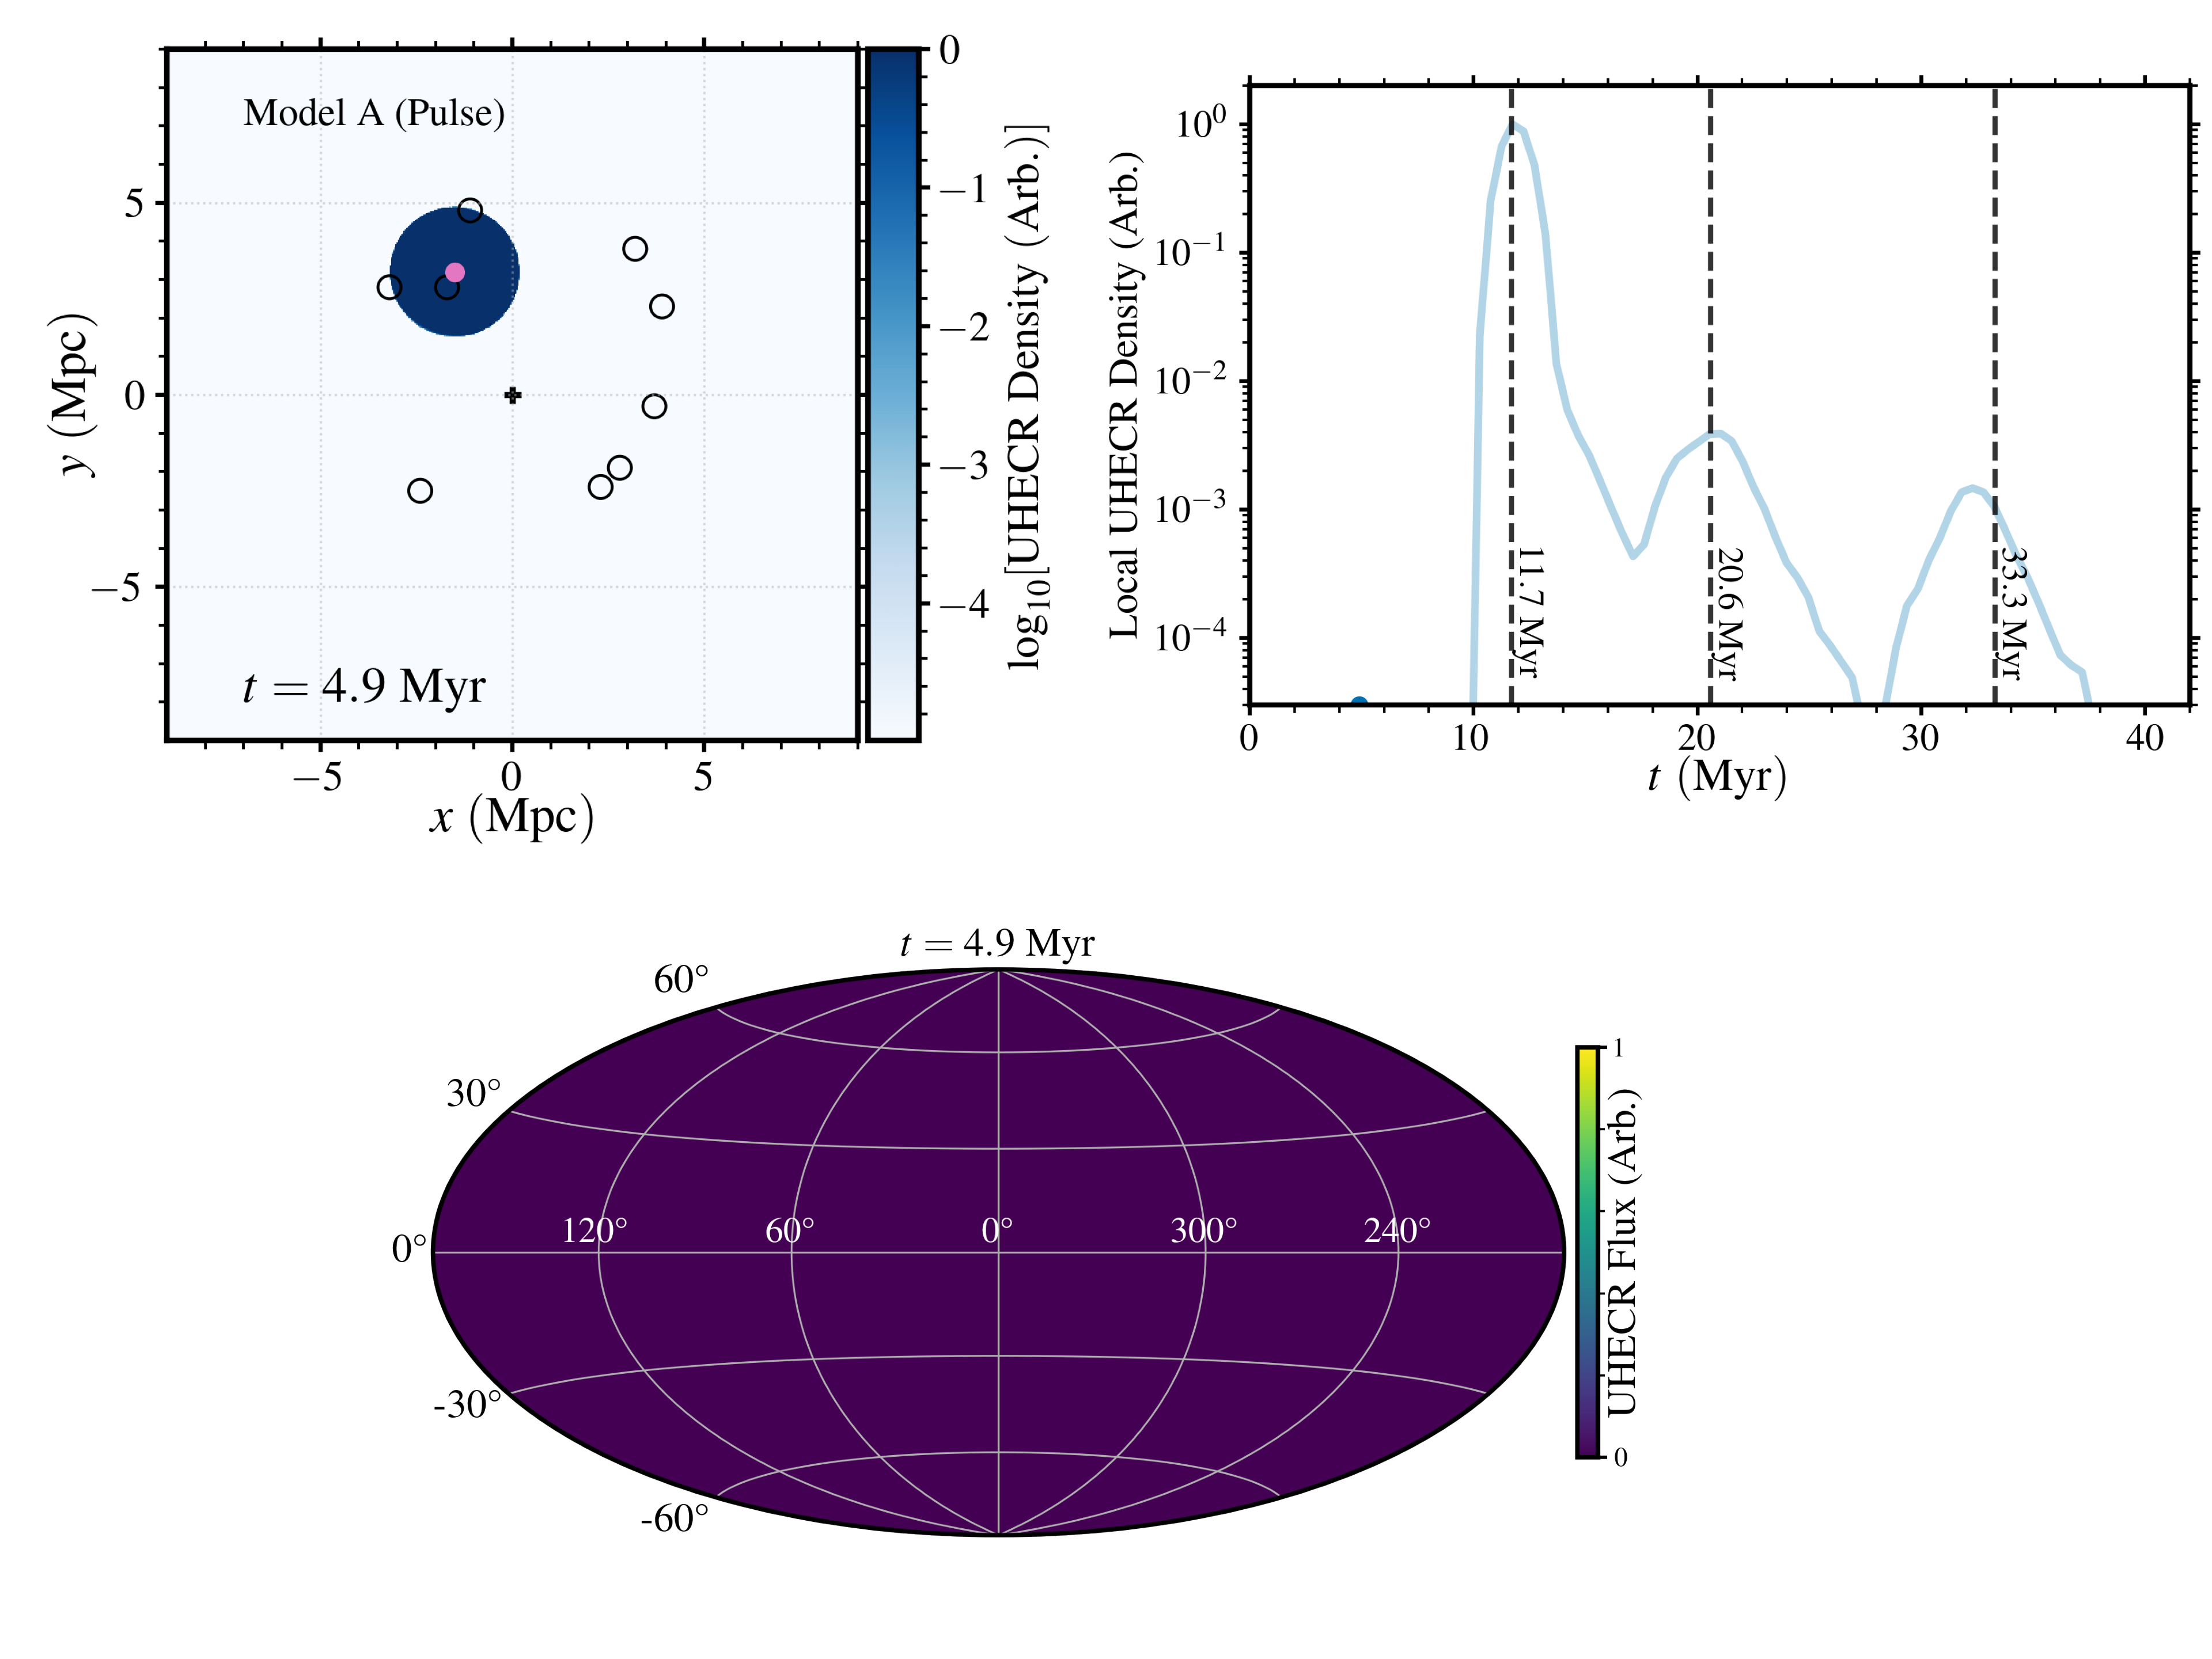 Model A (Pulse)
t = 4.9 Myr
5
0
−5
y (Mpc)
−5
0
5
x (Mpc)
0
−1
−2
−3
−4
log10[UHECR Density (Arb.)]
Local UHECR Density (Arb.)
10^0
10^−1
10^−2
10^−3
10^−4
11.7 Myr
20.6 Myr
33.3 Myr
0
10
20
30
40
t (Myr)
t = 4.9 Myr
60°
30°
0°
-30°
-60°
120°
60°
0°
300°
240°
1
0
UHECR Flux (Arb.)